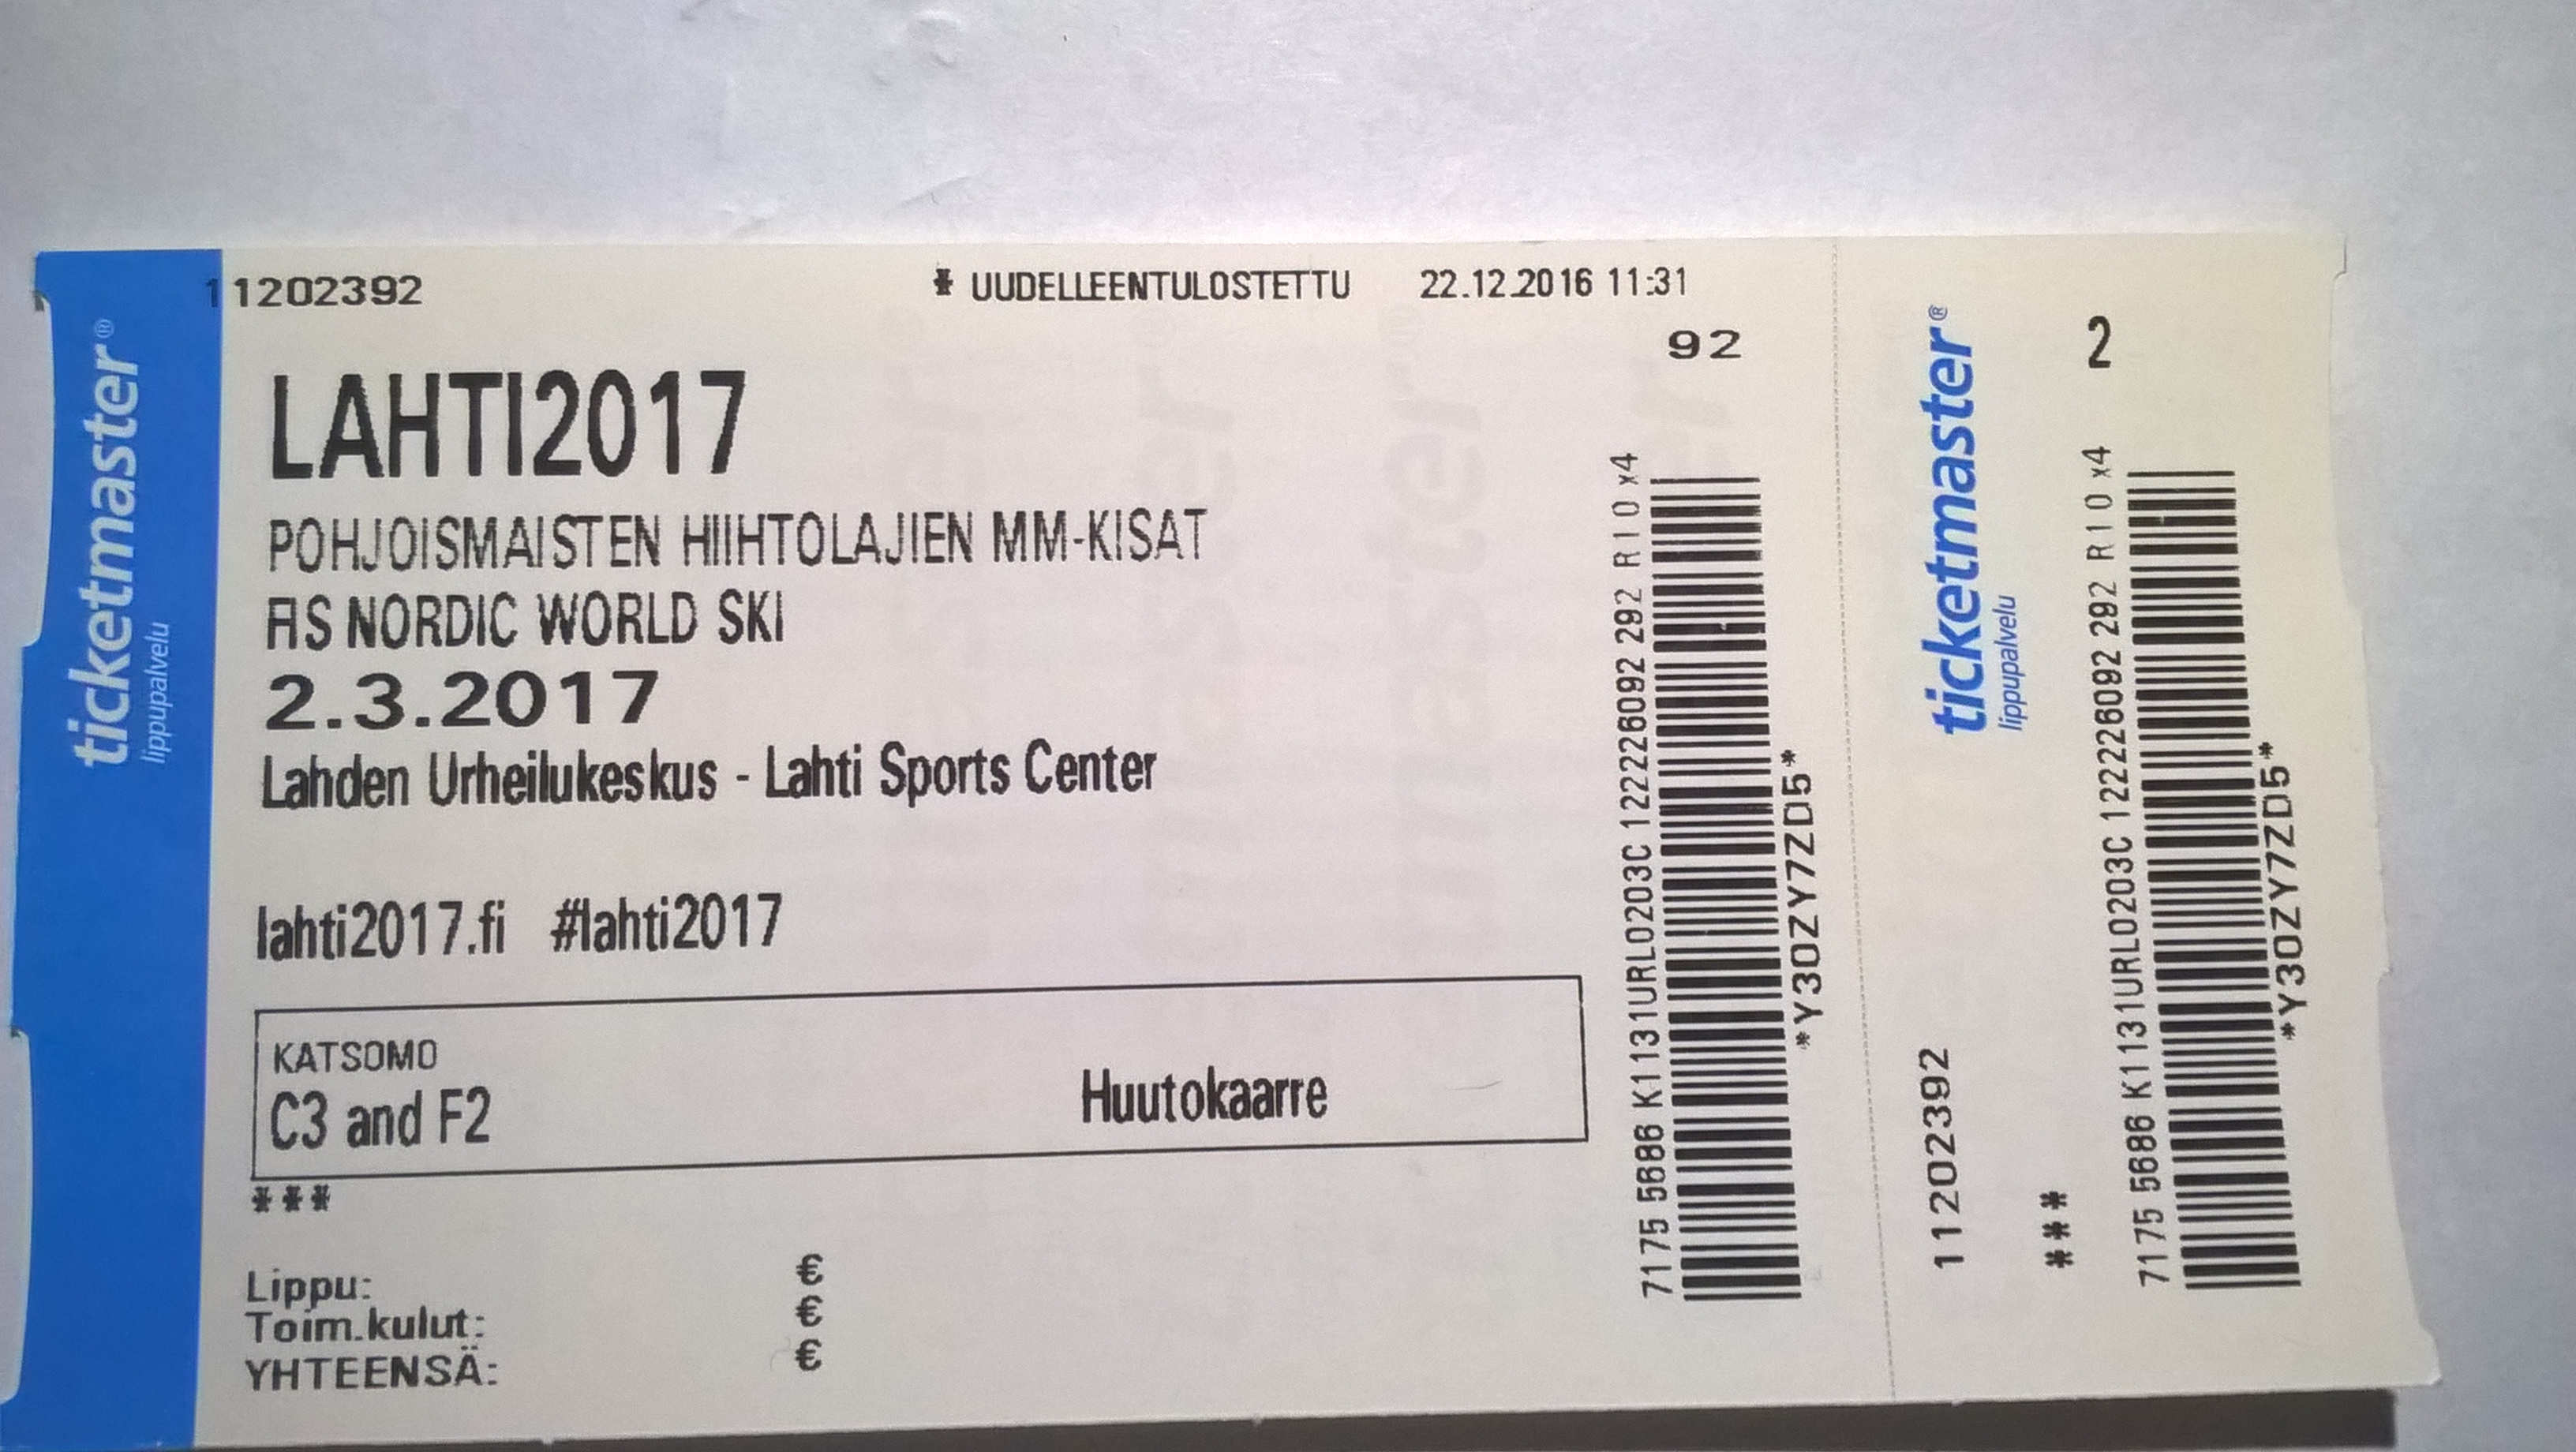 ticketmaster®
lippupalvelu
11202392
* UUDELLEENTULOSTETTU 22.12.2016 11:31
92
LAHTI2017
POHJOISMAISTEN HIIHTOLAJIEN MM-KISAT
FIS NORDIC WORLD SKI
2.3.2017
Lahden Urheilukeskus - Lahti Sports Center
lahti2017.fi #lahti2017
KATSOMO
C3 and F2 Huutokaarre
***
Lippu: €
Toim.kulut: €
YHTEENSÄ: €
7175 5686 K1131URL0203C 12226092 292 R10 x4
*Y30ZY7ZD5*
ticketmaster®
lippupalvelu
11202392
***
2
7175 5686 K1131URL0203C 12226092 292 R10 x4
*Y30ZY7ZD5*